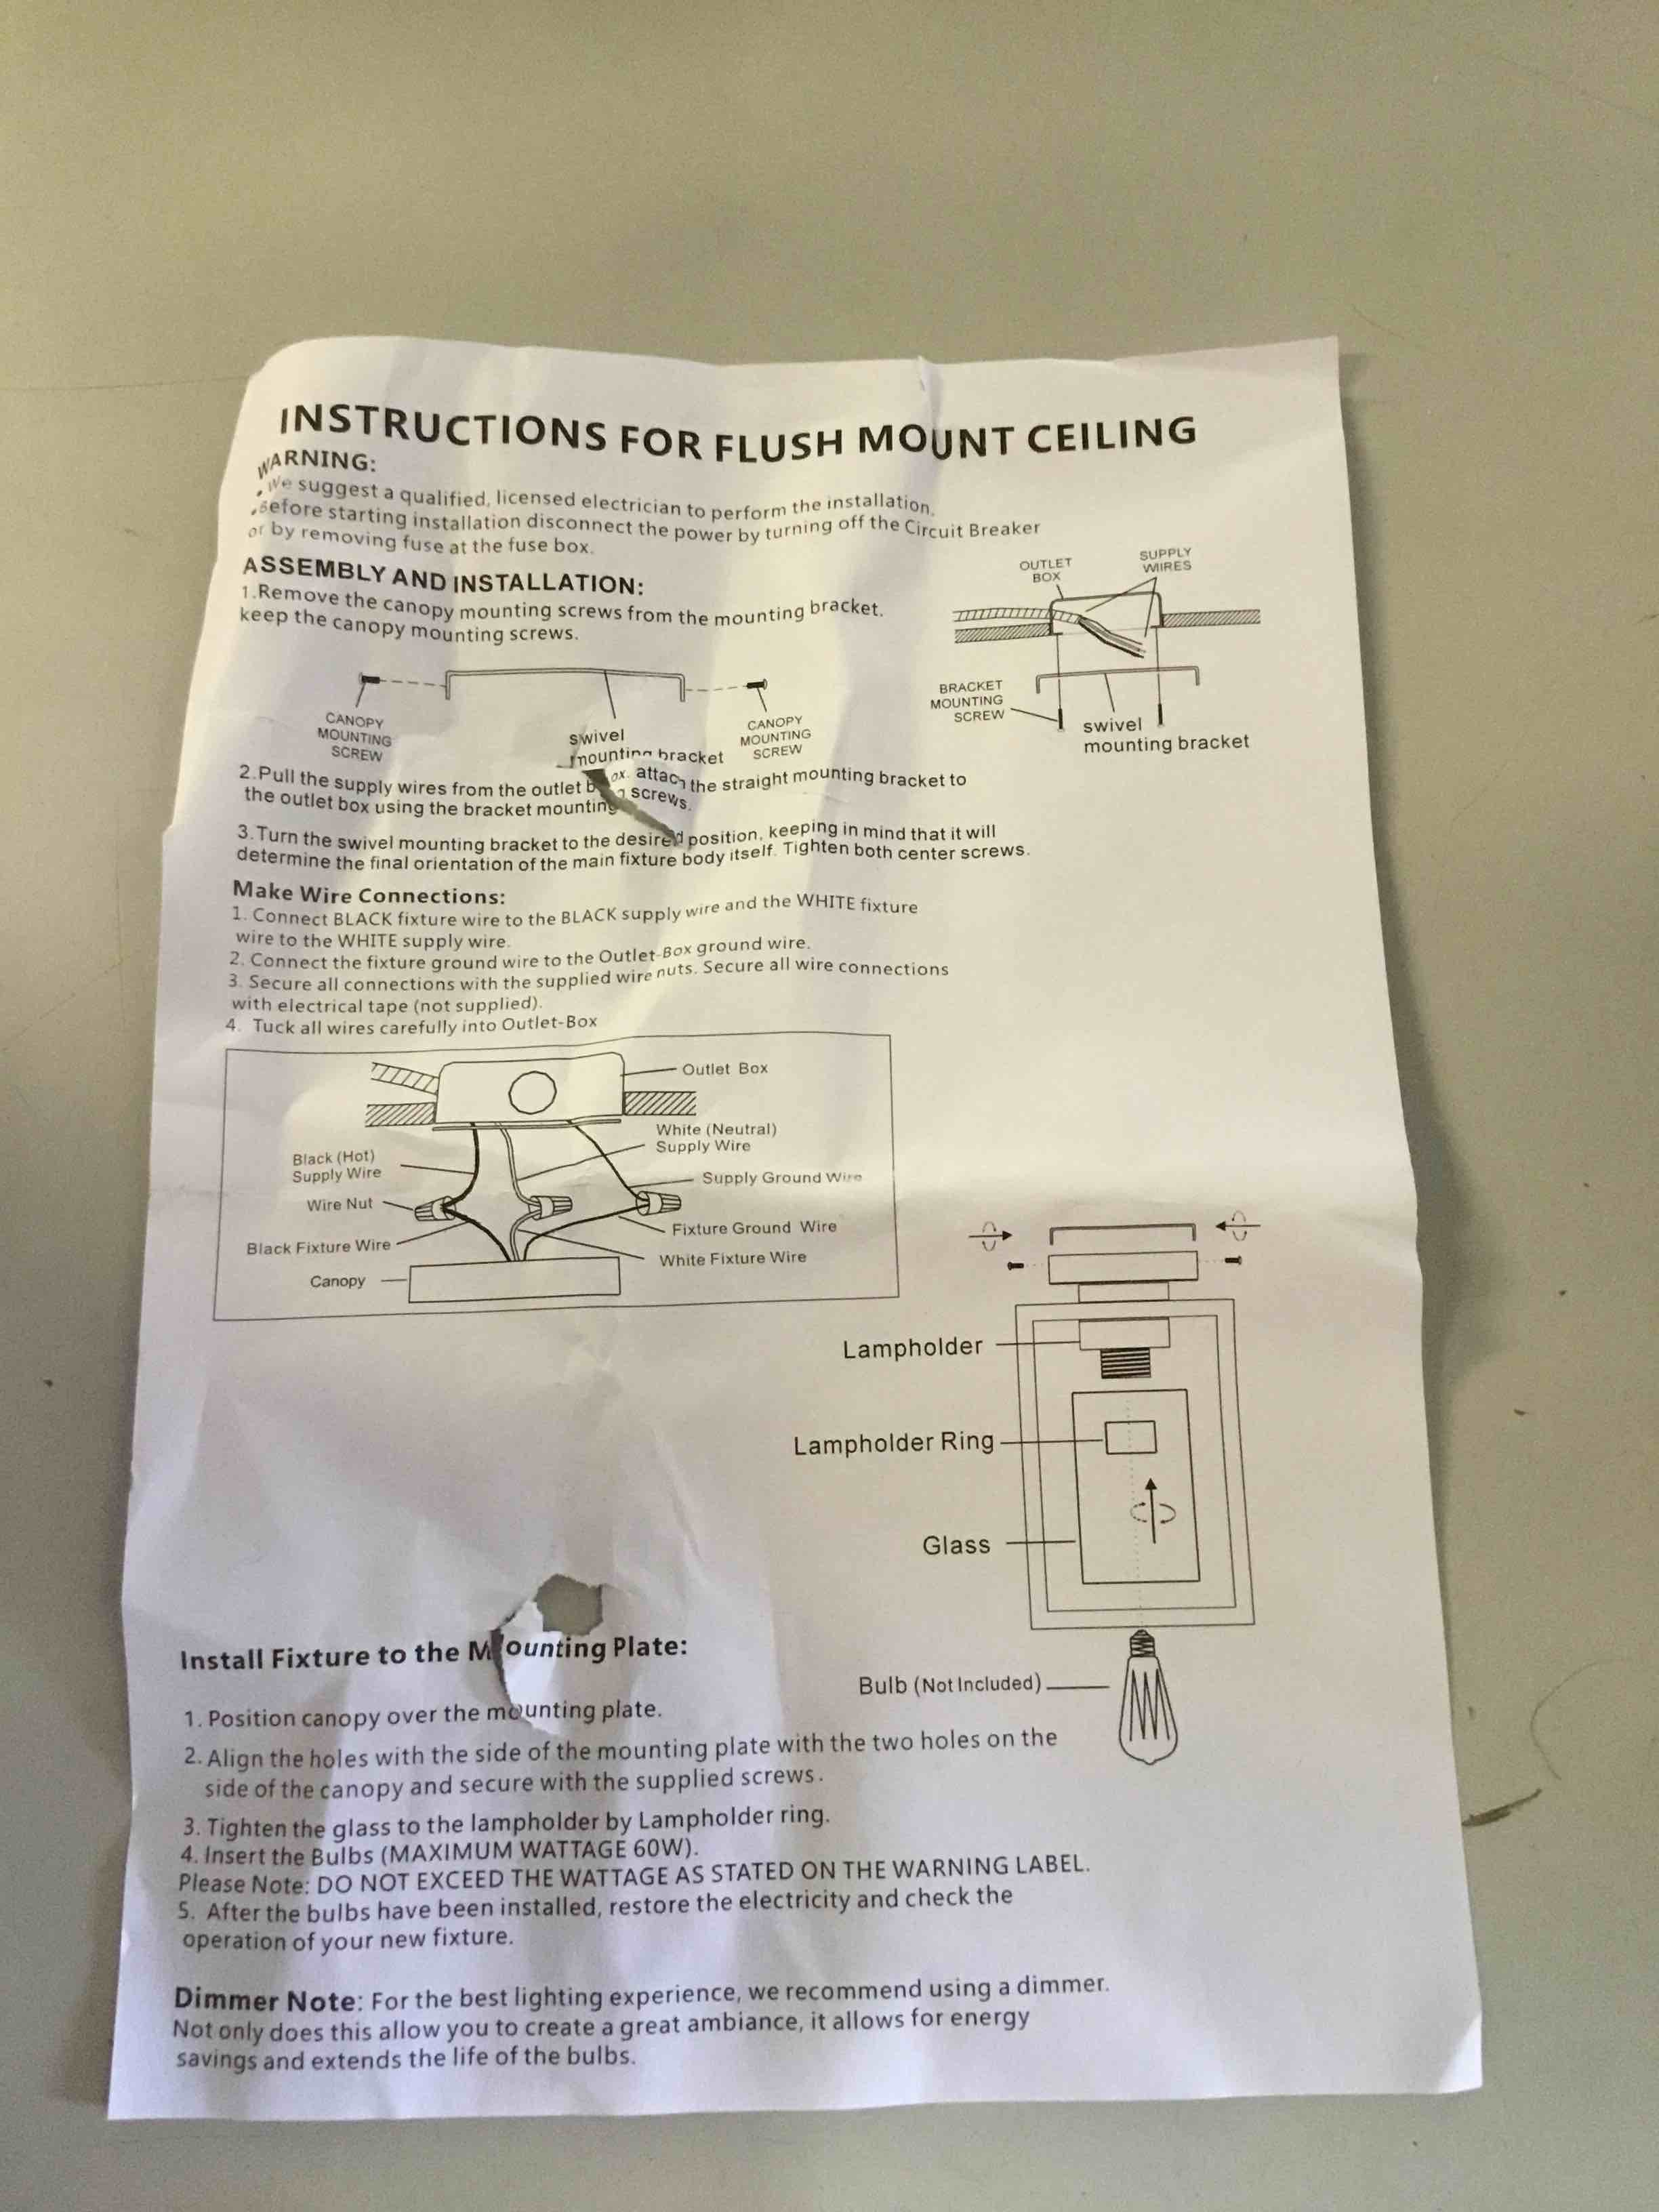 INSTRUCTIONS FOR FLUSH MOUNT CEILING
WARNING:
We suggest a qualified, licensed electrician to perform the installation.
Before starting installation disconnect the power by turning off the Circuit Breaker
or by removing fuse at the fuse box.
ASSEMBLY AND INSTALLATION:
1.Remove the canopy mounting screws from the mounting bracket.
keep the canopy mounting screws.
CANOPY
MOUNTING
SCREW
swivel
mounting bracket
CANOPY
MOUNTING
SCREW
OUTLET
BOX
SUPPLY
WIRES
BRACKET
MOUNTING
SCREW
swivel
mounting bracket
2.Pull the supply wires from the outlet box. attach the straight mounting bracket to
the outlet box using the bracket mounting screws.
3.Turn the swivel mounting bracket to the desired position, keeping in mind that it will
determine the final orientation of the main fixture body itself. Tighten both center screws.
Make Wire Connections:
1. Connect BLACK fixture wire to the BLACK supply wire and the WHITE fixture
wire to the WHITE supply wire.
2. Connect the fixture ground wire to the Outlet-Box ground wire.
3. Secure all connections with the supplied wire nuts. Secure all wire connections
with electrical tape (not supplied).
4. Tuck all wires carefully into Outlet-Box
Outlet Box
White (Neutral)
Supply Wire
Black (Hot)
Supply Wire
Supply Ground Wire
Wire Nut
Fixture Ground Wire
Black Fixture Wire
White Fixture Wire
Canopy
Lampholder
Lampholder Ring
Glass
Bulb (Not Included)
Install Fixture to the Mounting Plate:
1. Position canopy over the mounting plate.
2. Align the holes with the side of the mounting plate with the two holes on the
side of the canopy and secure with the supplied screws.
3. Tighten the glass to the lampholder by Lampholder ring.
4. Insert the Bulbs (MAXIMUM WATTAGE 60W).
Please Note: DO NOT EXCEED THE WATTAGE AS STATED ON THE WARNING LABEL.
5. After the bulbs have been installed, restore the electricity and check the
operation of your new fixture.
Dimmer Note: For the best lighting experience, we recommend using a dimmer.
Not only does this allow you to create a great ambiance, it allows for energy
savings and extends the life of the bulbs.